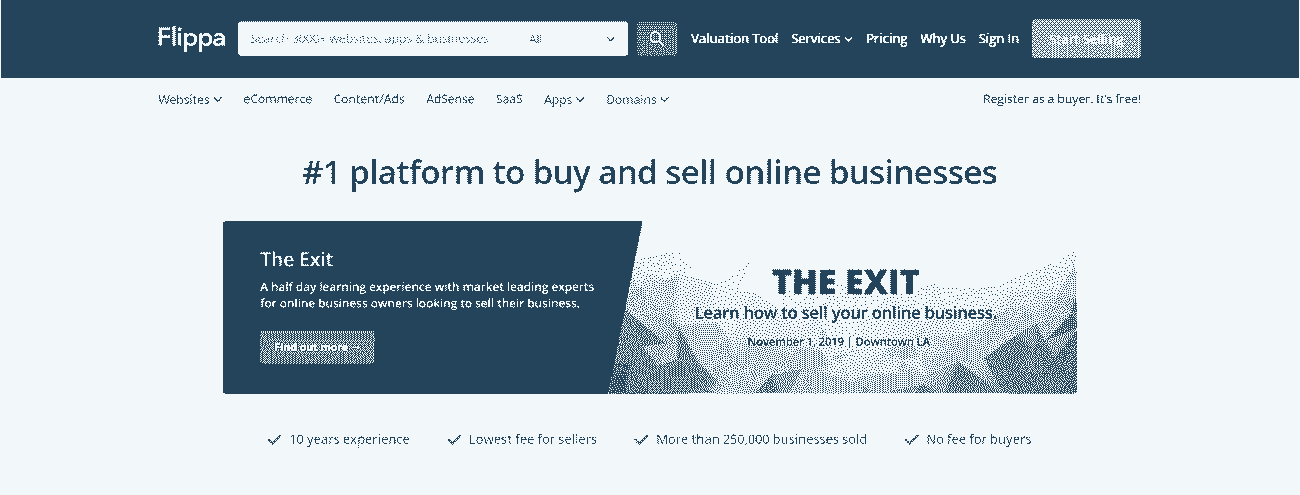 Flippa
Search 3000+ websites, apps & businesses
All
Valuation Tool
Services
Pricing
Why Us
Sign In
Start Selling
Websites
eCommerce
Content/Ads
AdSense
SaaS
Apps
Domains
Register as a buyer. It's free!
#1 platform to buy and sell online businesses
The Exit
A half day learning experience with market leading experts
for online business owners looking to sell their business.
Find out more →
THE EXIT
Learn how to sell your online business.
November 1, 2019 | Downtown LA
10 years experience
Lowest fee for sellers
More than 250,000 businesses sold
No fee for buyers